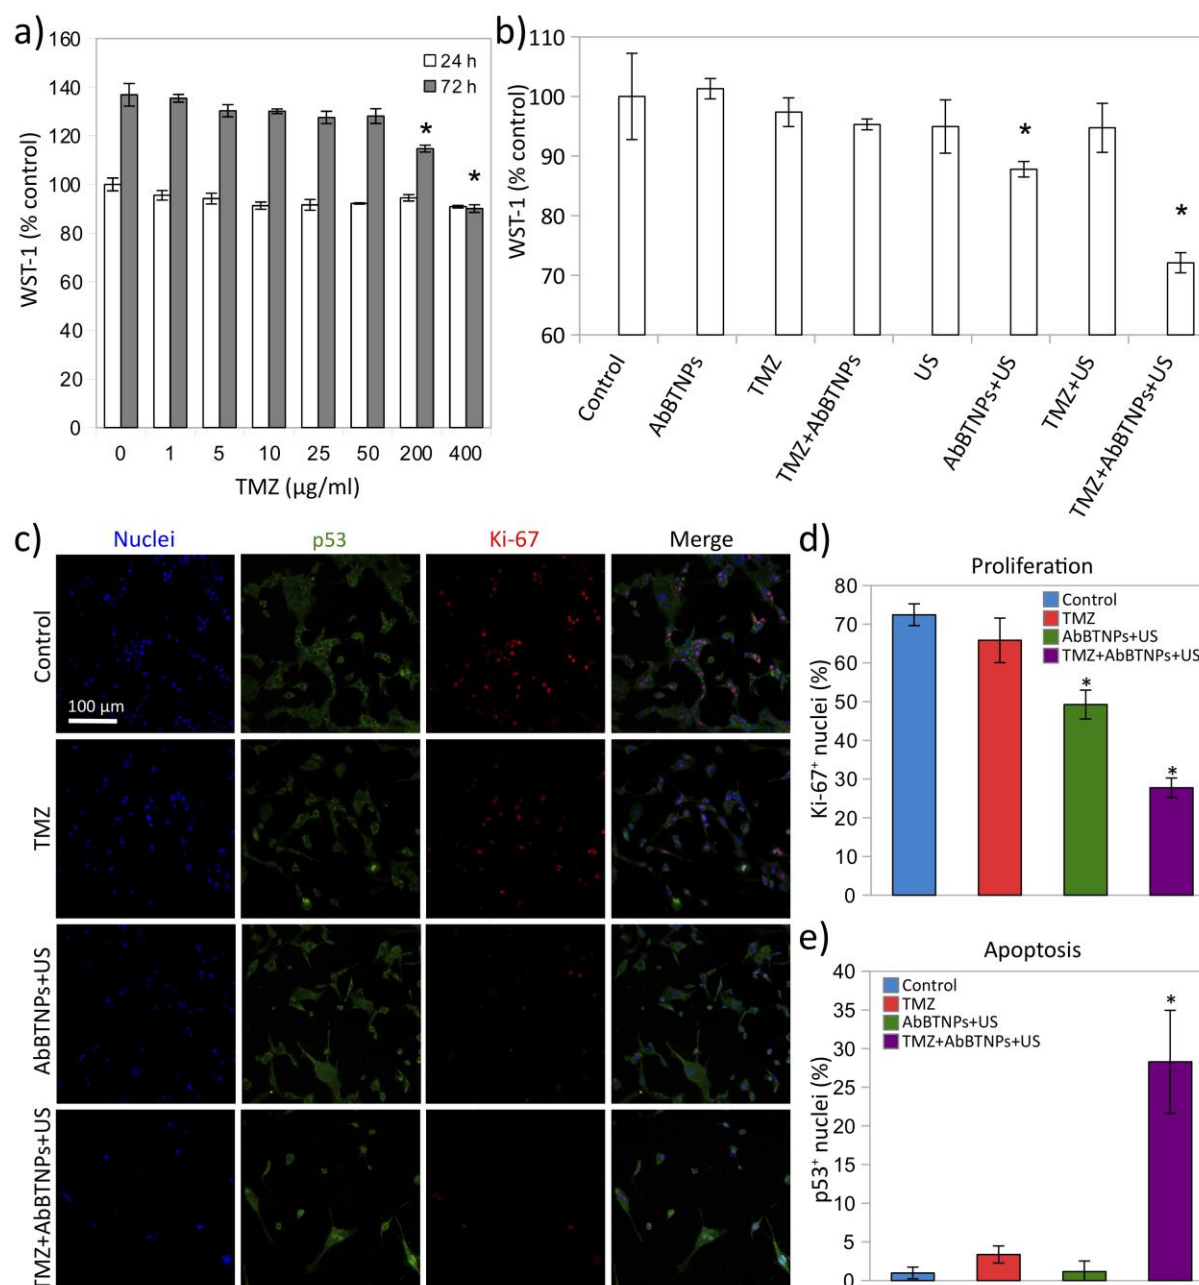 a)
160
140
120
100
80
60
40
20
0
WST-1 (% control)
24 h
72 h
*
*
0 1 5 10 25 50 200 400
TMZ (µg/ml)
b)
110
100
90
80
70
60
WST-1 (% control)
*
*
Control
AbBTNPs
TMZ
TMZ+AbBTNPs
US
AbBTNPs+US
TMZ+US
TMZ+AbBTNPs+US
c)
Nuclei p53 Ki-67 Merge
Control
100 µm
TMZ
AbBTNPs+US
TMZ+AbBTNPs+US
d)
Proliferation
80
70
60
50
40
30
20
10
0
Ki-67⁺ nuclei (%)
Control
TMZ
AbBTNPs+US
TMZ+AbBTNPs+US
*
*
e)
Apoptosis
40
35
30
25
20
15
10
5
0
p53⁺ nuclei (%)
Control
TMZ
AbBTNPs+US
TMZ+AbBTNPs+US
*